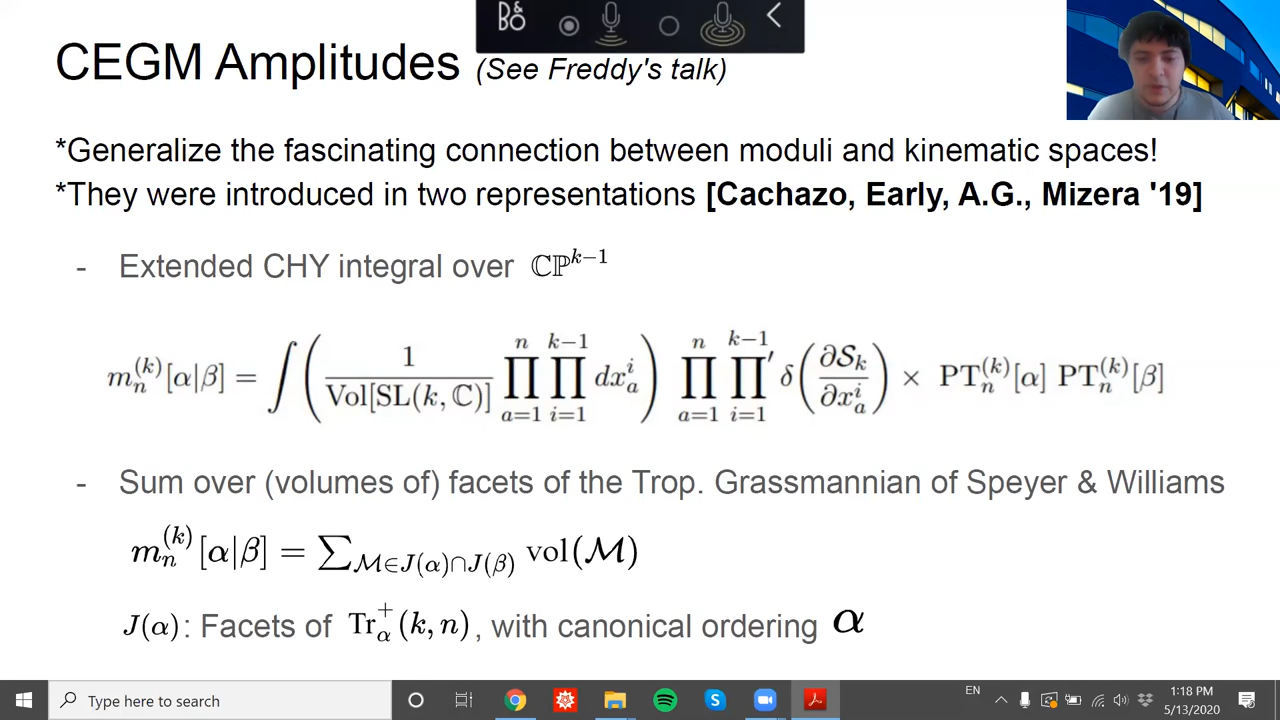 CEGM Amplitudes (See Freddy's talk)
*Generalize the fascinating connection between moduli and kinematic spaces!
*They were introduced in two representations [Cachazo, Early, A.G., Mizera '19]
- Extended CHY integral over ℂℙ^{k−1}
m_n^{(k)}[α|β] = ∫ ( 1 / Vol[SL(k, ℂ)] ∏_{a=1}^{n} ∏_{i=1}^{k−1} dx_a^i ) ∏_{a=1}^{n} ∏'_{i=1}^{k−1} δ( ∂𝒮_k / ∂x_a^i ) × PT_n^{(k)}[α] PT_n^{(k)}[β]
- Sum over (volumes of) facets of the Trop. Grassmannian of Speyer & Williams
m_n^{(k)}[α|β] = ∑_{ℳ∈J(α)∩J(β)} vol(ℳ)
J(α): Facets of Tr_α^+(k, n), with canonical ordering α
Type here to search
EN
1:18 PM
5/13/2020